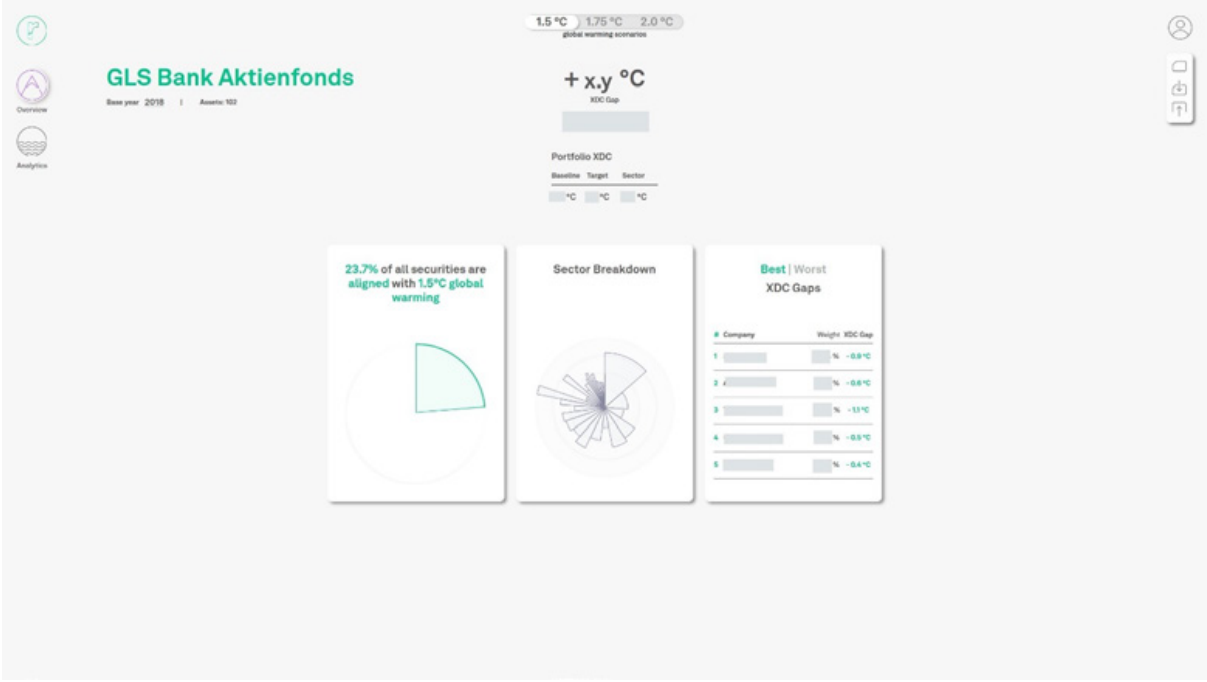 1.5 °C 1.75 °C 2.0 °C
global warming scenarios
GLS Bank Aktienfonds
Base year 2016 | Assets: 102
+ x.y °C
XDC Gap
Overview
Analytics
Portfolio XDC
Baseline Target Sector
°C °C °C
23.7% of all securities are
aligned with 1.5°C global
warming
Sector Breakdown
Best | Worst
XDC Gaps
# Company Weight XDC Gap
1 % -0.9 °C
2 % -0.6 °C
3 % -1.1 °C
4 % -0.5 °C
5 % -0.4 °C